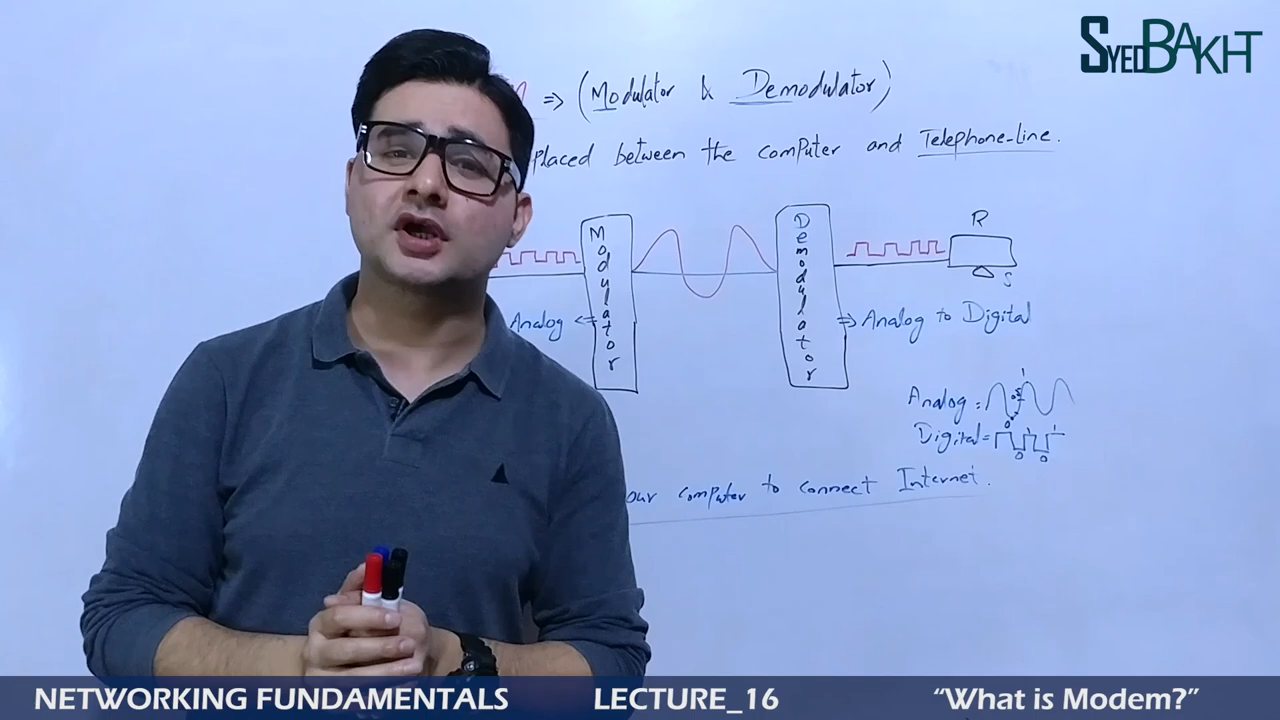 SYEDBAKHT
⇒ (Modulator & Demodulator)
placed between the computer and Telephone-line.
Modulator
Demodulator
R
S
Analog ⇐
⇒ Analog to Digital
Analog =
Digital =
our computer to connect Internet.
NETWORKING FUNDAMENTALS LECTURE_16 “What is Modem?”